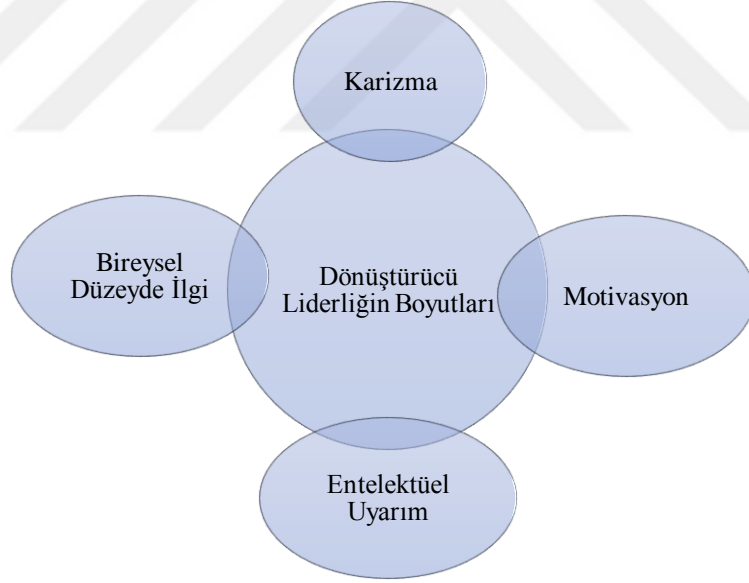 Karizma
Bireysel
Düzeyde İlgi
Dönüştürücü
Liderliğin Boyutları
Motivasyon
Entelektüel
Uyarım